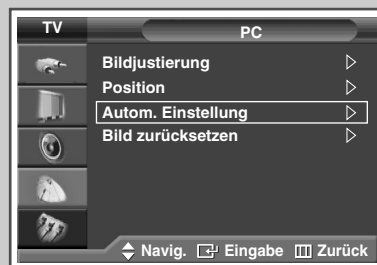 TV
PC
Bildjustierung
Position
Autom. Einstellung
Bild zurücksetzen
Navig. Eingabe Zurück